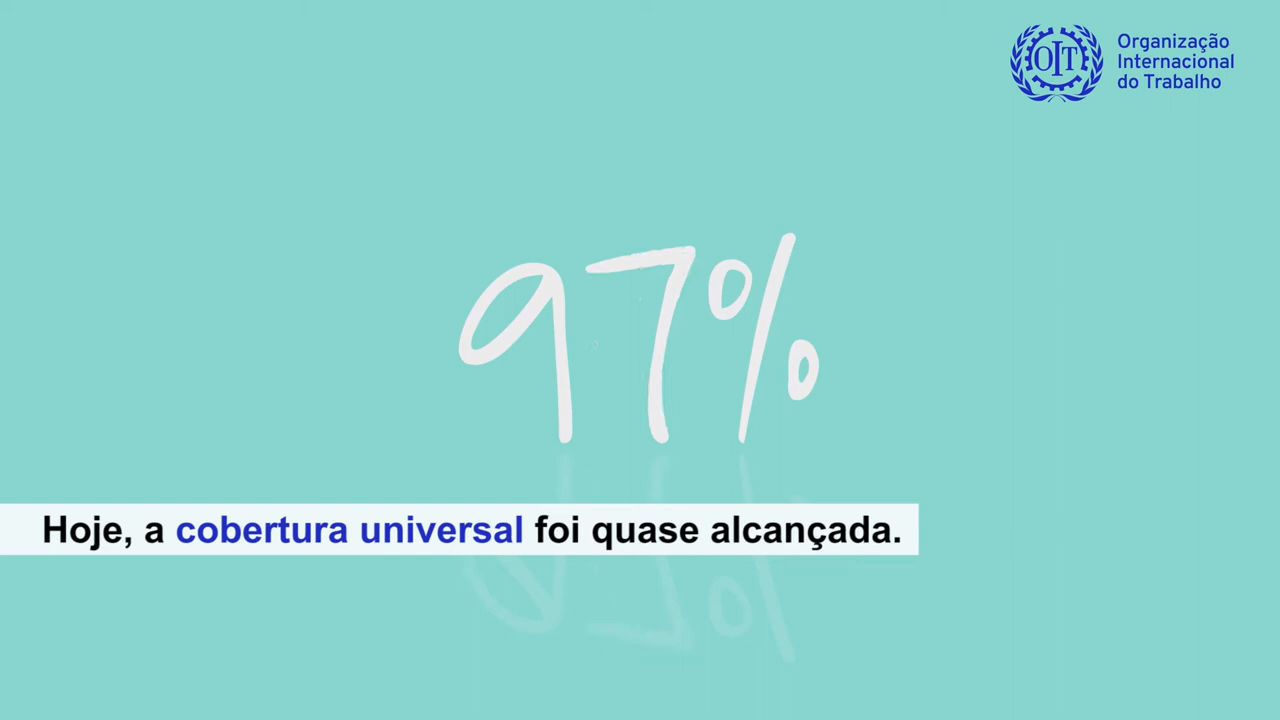 OIT
Organização
Internacional
do Trabalho
97%
Hoje, a cobertura universal foi quase alcançada.